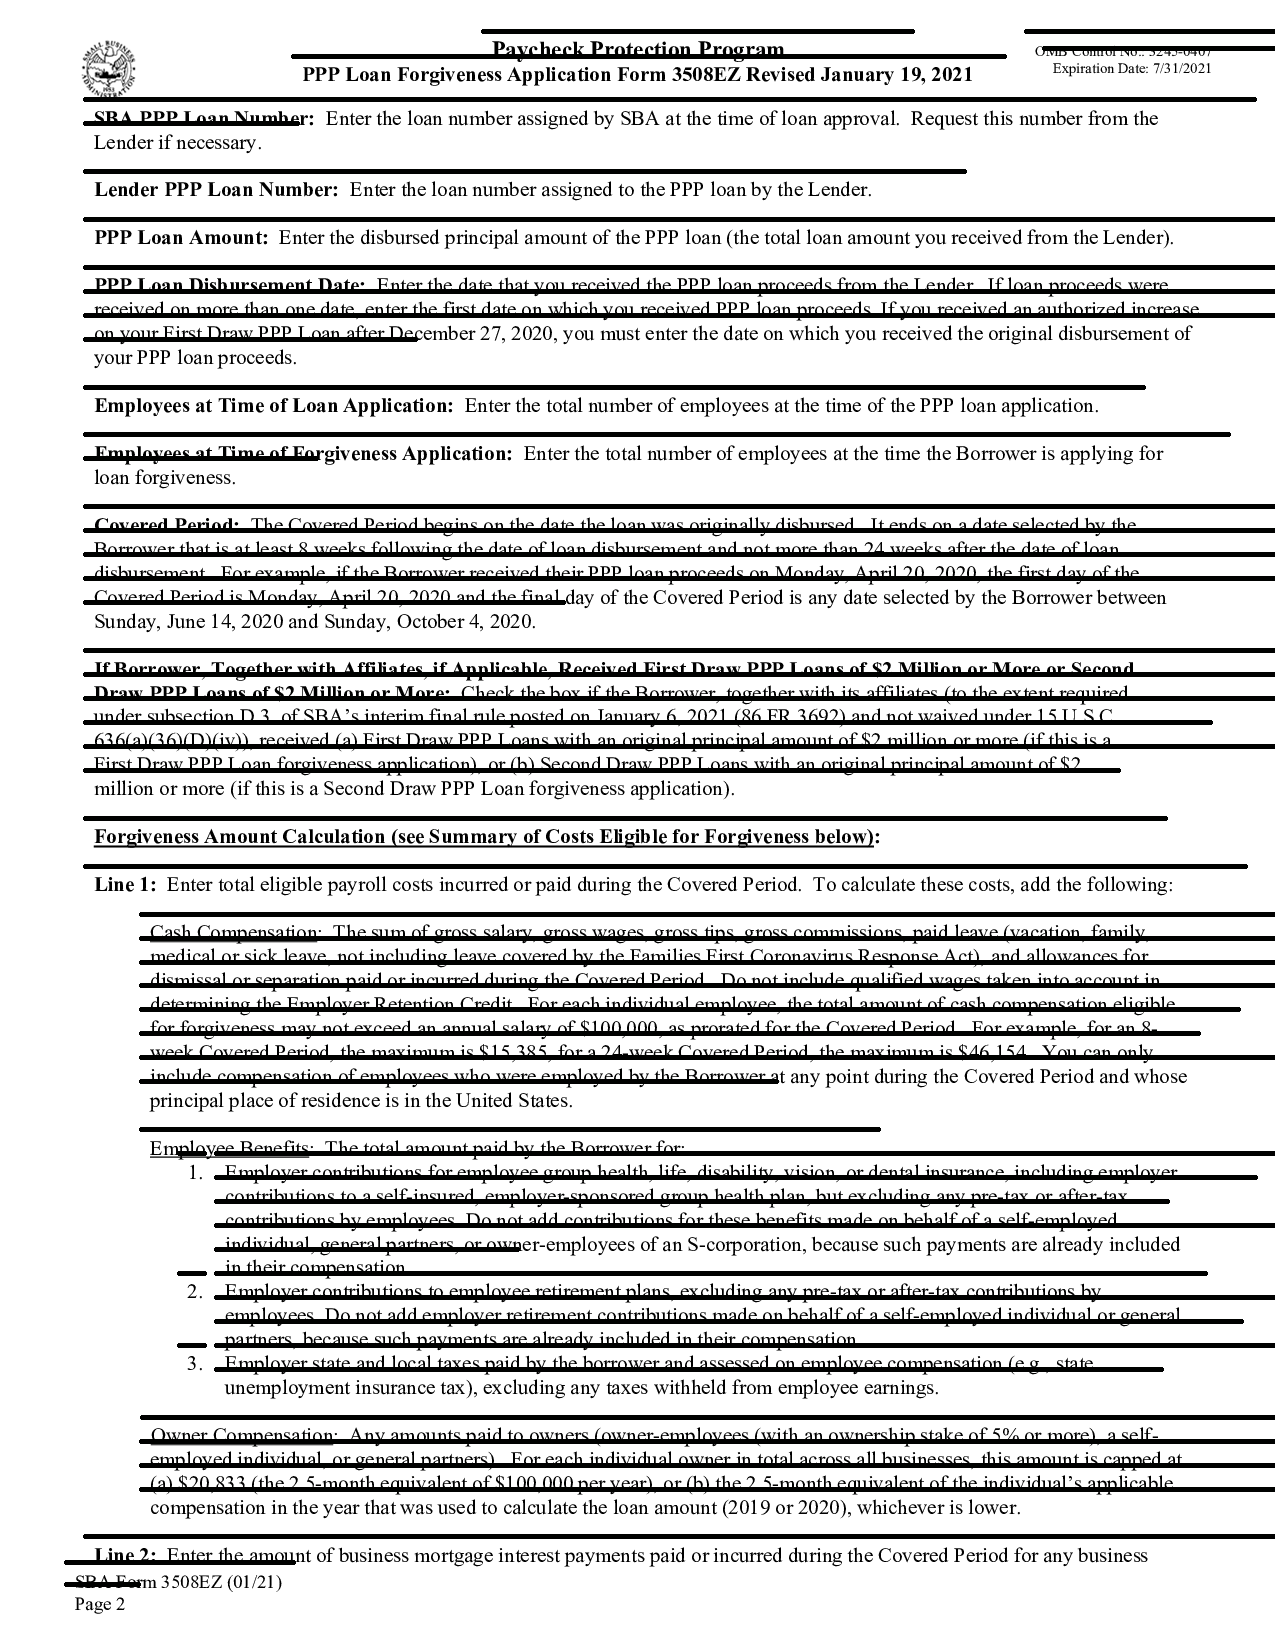 Paycheck Protection Program
OMB Control No.: 3245-0407
PPP Loan Forgiveness Application Form 3508EZ Revised January 19, 2021
Expiration Date: 7/31/2021
SBA PPP Loan Number: Enter the loan number assigned by SBA at the time of loan approval. Request this number from the
Lender if necessary.
Lender PPP Loan Number: Enter the loan number assigned to the PPP loan by the Lender.
PPP Loan Amount: Enter the disbursed principal amount of the PPP loan (the total loan amount you received from the Lender).
PPP Loan Disbursement Date: Enter the date that you received the PPP loan proceeds from the Lender. If loan proceeds were
received on more than one date, enter the first date on which you received PPP loan proceeds. If you received an authorized increase
on your First Draw PPP Loan after December 27, 2020, you must enter the date on which you received the original disbursement of
your PPP loan proceeds.
Employees at Time of Loan Application: Enter the total number of employees at the time of the PPP loan application.
Employees at Time of Forgiveness Application: Enter the total number of employees at the time the Borrower is applying for
loan forgiveness.
Covered Period: The Covered Period begins on the date the loan was originally disbursed. It ends on a date selected by the
Borrower that is at least 8 weeks following the date of loan disbursement and not more than 24 weeks after the date of loan
disbursement. For example, if the Borrower received their PPP loan proceeds on Monday, April 20, 2020, the first day of the
Covered Period is Monday, April 20, 2020 and the final day of the Covered Period is any date selected by the Borrower between
Sunday, June 14, 2020 and Sunday, October 4, 2020.
If Borrower, Together with Affiliates, if Applicable, Received First Draw PPP Loans of $2 Million or More or Second
Draw PPP Loans of $2 Million or More: Check the box if the Borrower, together with its affiliates (to the extent required
under subsection D.3. of SBA's interim final rule posted on January 6, 2021 (86 FR 3692) and not waived under 15 U.S.C.
636(a)(36)(D)(iv)), received (a) First Draw PPP Loans with an original principal amount of $2 million or more (if this is a
First Draw PPP Loan forgiveness application), or (b) Second Draw PPP Loans with an original principal amount of $2
million or more (if this is a Second Draw PPP Loan forgiveness application).
Forgiveness Amount Calculation (see Summary of Costs Eligible for Forgiveness below):
Line 1: Enter total eligible payroll costs incurred or paid during the Covered Period. To calculate these costs, add the following:
Cash Compensation: The sum of gross salary, gross wages, gross tips, gross commissions, paid leave (vacation, family,
medical or sick leave, not including leave covered by the Families First Coronavirus Response Act), and allowances for
dismissal or separation paid or incurred during the Covered Period. Do not include qualified wages taken into account in
determining the Employer Retention Credit. For each individual employee, the total amount of cash compensation eligible
for forgiveness may not exceed an annual salary of $100,000, as prorated for the Covered Period. For example, for an 8-
week Covered Period, the maximum is $15,385, for a 24-week Covered Period, the maximum is $46,154. You can only
include compensation of employees who were employed by the Borrower at any point during the Covered Period and whose
principal place of residence is in the United States.
Employee Benefits: The total amount paid by the Borrower for:
1. Employer contributions for employee group health, life, disability, vision, or dental insurance, including employer
contributions to a self-insured, employer-sponsored group health plan, but excluding any pre-tax or after-tax
contributions by employees. Do not add contributions for these benefits made on behalf of a self-employed
individual, general partners, or owner-employees of an S-corporation, because such payments are already included
in their compensation.
2. Employer contributions to employee retirement plans, excluding any pre-tax or after-tax contributions by
employees. Do not add employer retirement contributions made on behalf of a self-employed individual or general
partners, because such payments are already included in their compensation.
3. Employer state and local taxes paid by the borrower and assessed on employee compensation (e.g., state
unemployment insurance tax), excluding any taxes withheld from employee earnings.
Owner Compensation: Any amounts paid to owners (owner-employees (with an ownership stake of 5% or more), a self-
employed individual, or general partners). For each individual owner in total across all businesses, this amount is capped at
(a) $20,833 (the 2.5-month equivalent of $100,000 per year), or (b) the 2.5-month equivalent of the individual's applicable
compensation in the year that was used to calculate the loan amount (2019 or 2020), whichever is lower.
Line 2: Enter the amount of business mortgage interest payments paid or incurred during the Covered Period for any business
SBA Form 3508EZ (01/21)
Page 2